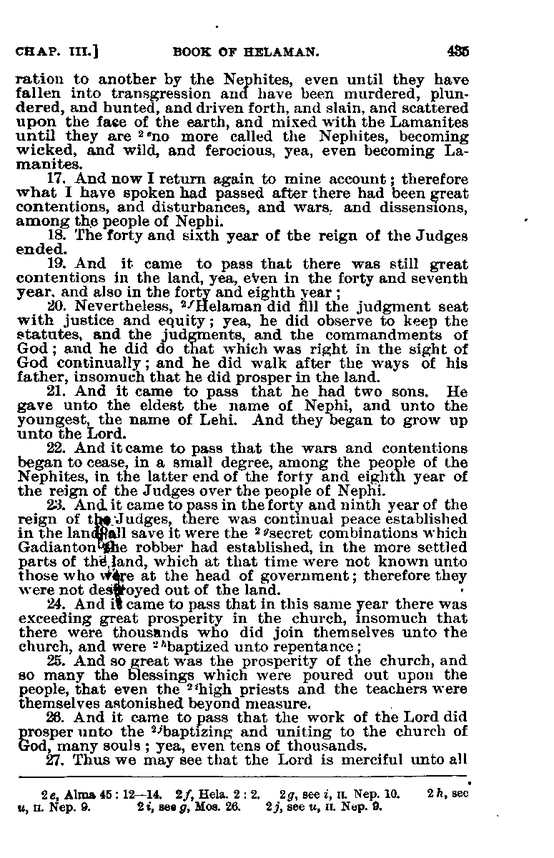 CHAP. III.] BOOK OF HELAMAN. 435
ration to another by the Nephites, even until they have
fallen into transgression and have been murdered, plun-
dered, and hunted, and driven forth, and slain, and scattered
upon the face of the earth, and mixed with the Lamanites
until they are 2eno more called the Nephites, becoming
wicked, and wild, and ferocious, yea, even becoming La-
manites.
17. And now I return again to mine account; therefore
what I have spoken had passed after there had been great
contentions, and disturbances, and wars, and dissensions,
among the people of Nephi.
18. The forty and sixth year of the reign of the Judges
ended.
19. And it came to pass that there was still great
contentions in the land, yea, even in the forty and seventh
year, and also in the forty and eighth year;
20. Nevertheless, 2fHelaman did fill the judgment seat
with justice and equity; yea, he did observe to keep the
statutes, and the judgments, and the commandments of
God; and he did do that which was right in the sight of
God continually; and he did walk after the ways of his
father, insomuch that he did prosper in the land.
21. And it came to pass that he had two sons. He
gave unto the eldest the name of Nephi, and unto the
youngest, the name of Lehi. And they began to grow up
unto the Lord.
22. And it came to pass that the wars and contentions
began to cease, in a small degree, among the people of the
Nephites, in the latter end of the forty and eighth year of
the reign of the Judges over the people of Nephi.
23. And it came to pass in the forty and ninth year of the
reign of the Judges, there was continual peace established
in the land, all save it were the 2gsecret combinations which
Gadianton the robber had established, in the more settled
parts of the land, which at that time were not known unto
those who were at the head of government; therefore they
were not destroyed out of the land.
24. And it came to pass that in this same year there was
exceeding great prosperity in the church, insomuch that
there were thousands who did join themselves unto the
church, and were 2hbaptized unto repentance;
25. And so great was the prosperity of the church, and
so many the blessings which were poured out upon the
people, that even the 2ihigh priests and the teachers were
themselves astonished beyond measure.
26. And it came to pass that the work of the Lord did
prosper unto the 2jbaptizing and uniting to the church of
God, many souls; yea, even tens of thousands.
27. Thus we may see that the Lord is merciful unto all
2e, Alma 45: 12—14. 2f, Hela. 2: 2. 2g, see i, II. Nep. 10. 2h, see
u, II. Nep. 9. 2i, see g, Mos. 26. 2j, see u, II. Nep. 9.